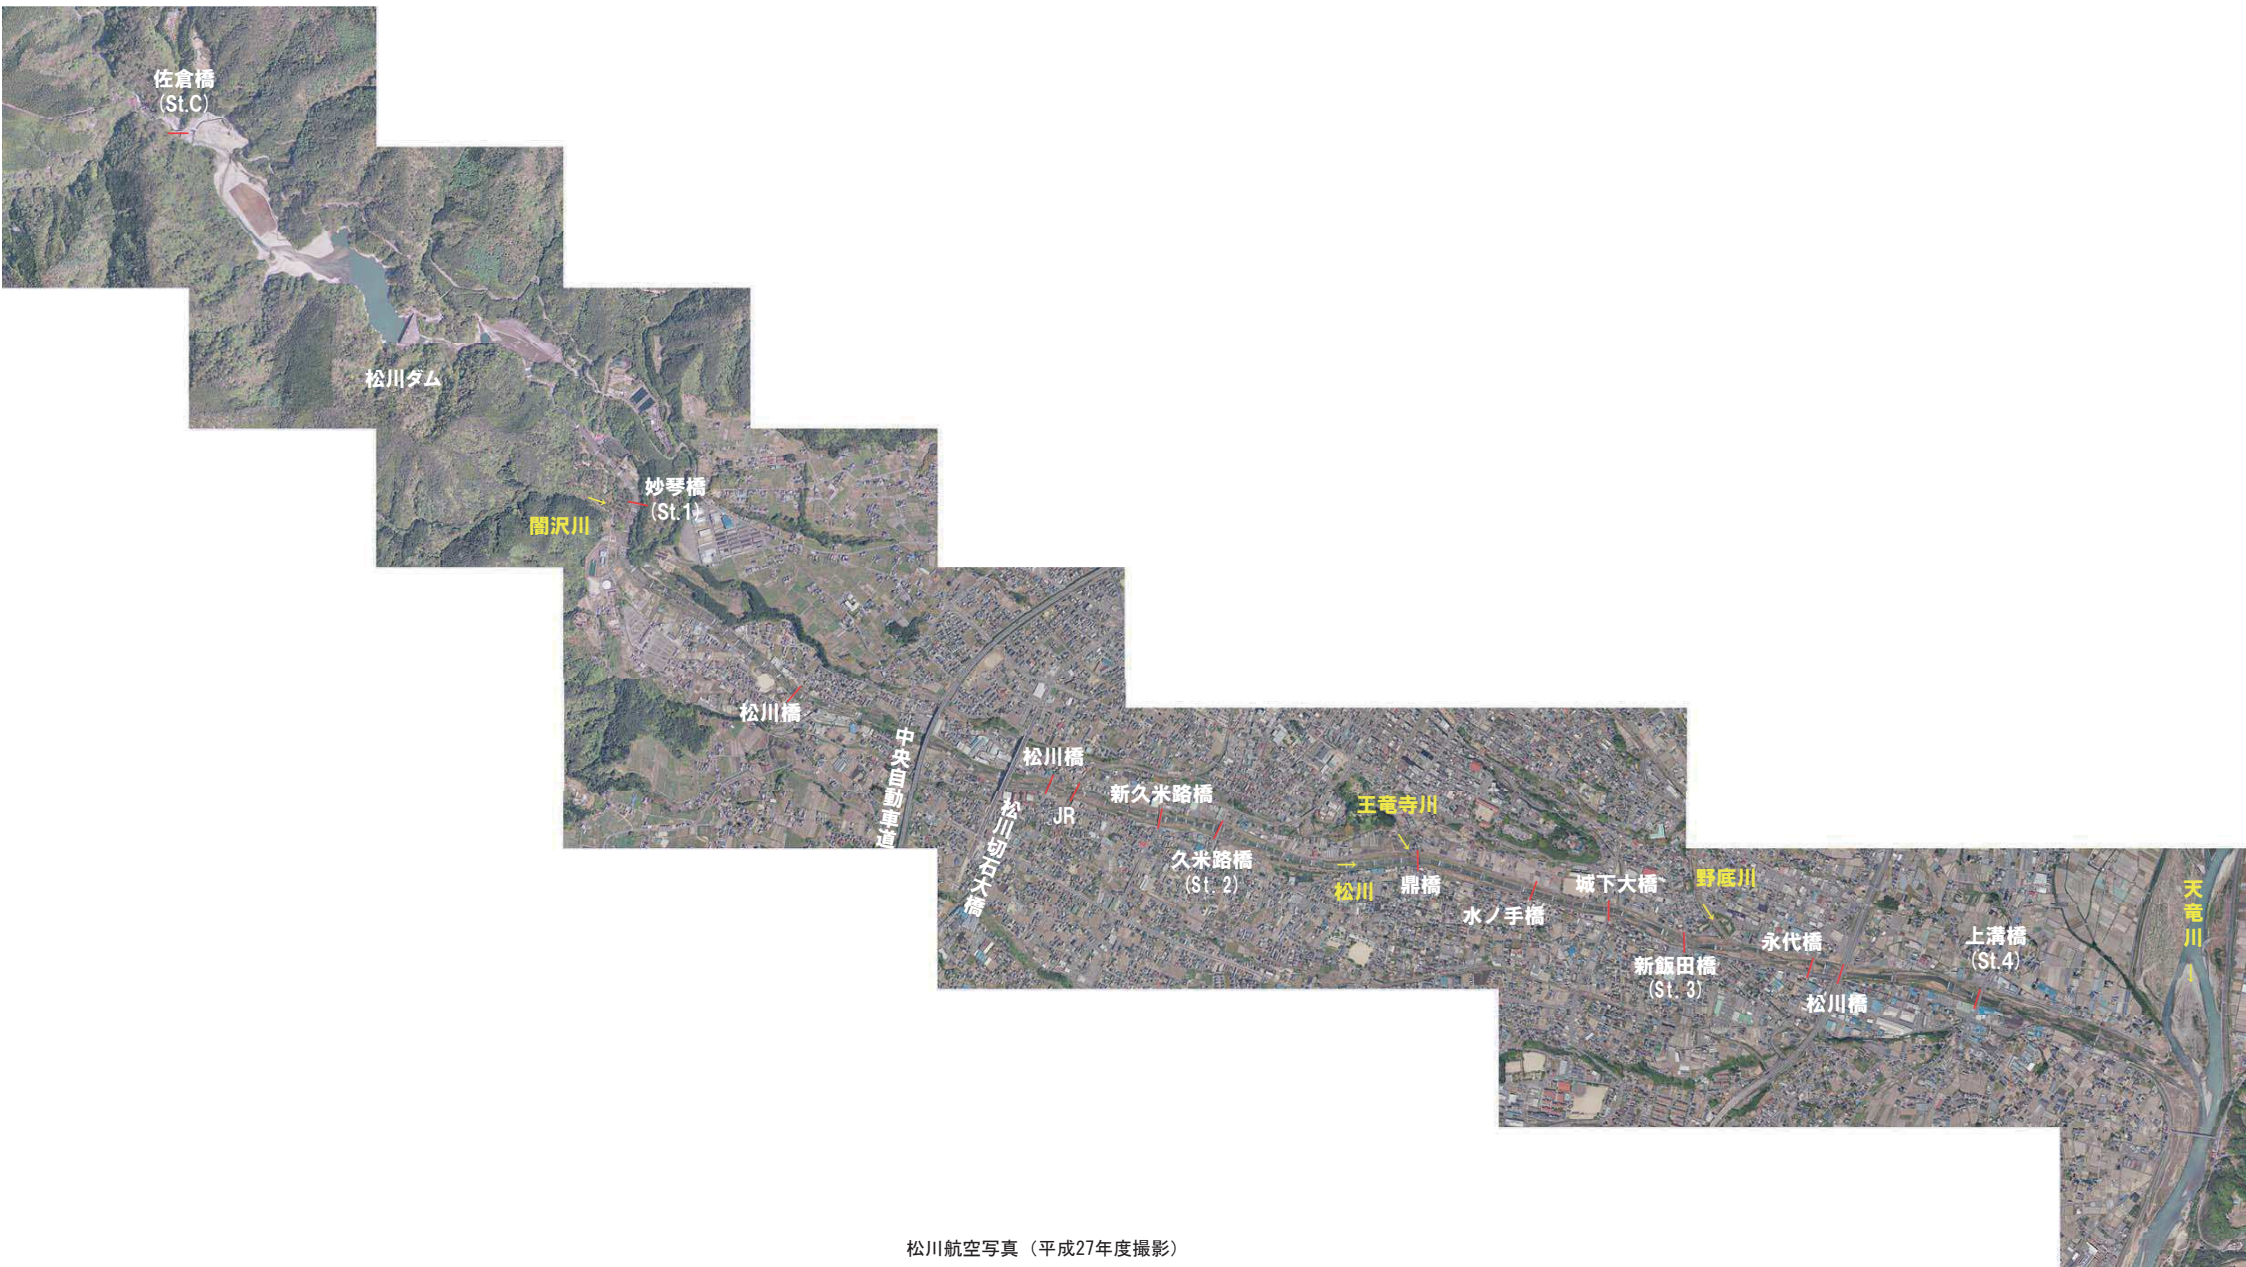 佐倉橋
(St.C)
松川ダム
妙琴橋
(St.1)
闇沢川
松川橋
中央自動車道
松川切石大橋
松川橋
JR
新久米路橋
久米路橋
(St. 2)
王竜寺川
松川
鼎橋
水ノ手橋
城下大橋
野底川
新飯田橋
(St. 3)
永代橋
松川橋
上溝橋
(St.4)
天竜川
松川航空写真（平成27年度撮影）